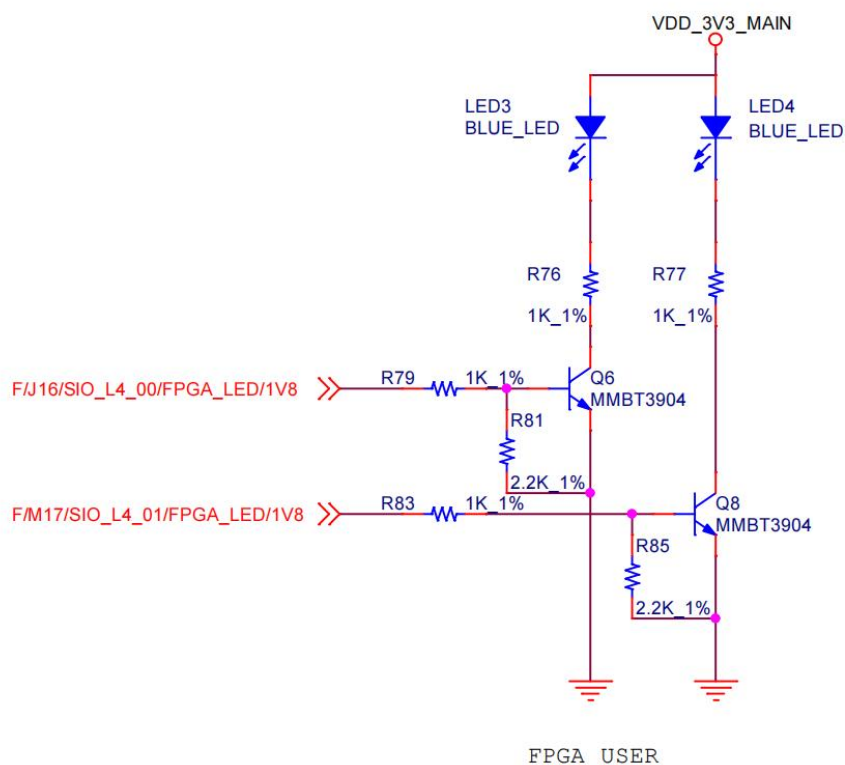 VDD_3V3_MAIN
LED3
BLUE_LED
LED4
BLUE_LED
R76
1K_1%
R77
1K_1%
F/J16/SIO_L4_00/FPGA_LED/1V8
R79
1K_1%
Q6
MMBT3904
R81
2.2K_1%
F/M17/SIO_L4_01/FPGA_LED/1V8
R83
1K_1%
Q8
MMBT3904
R85
2.2K_1%
FPGA USER